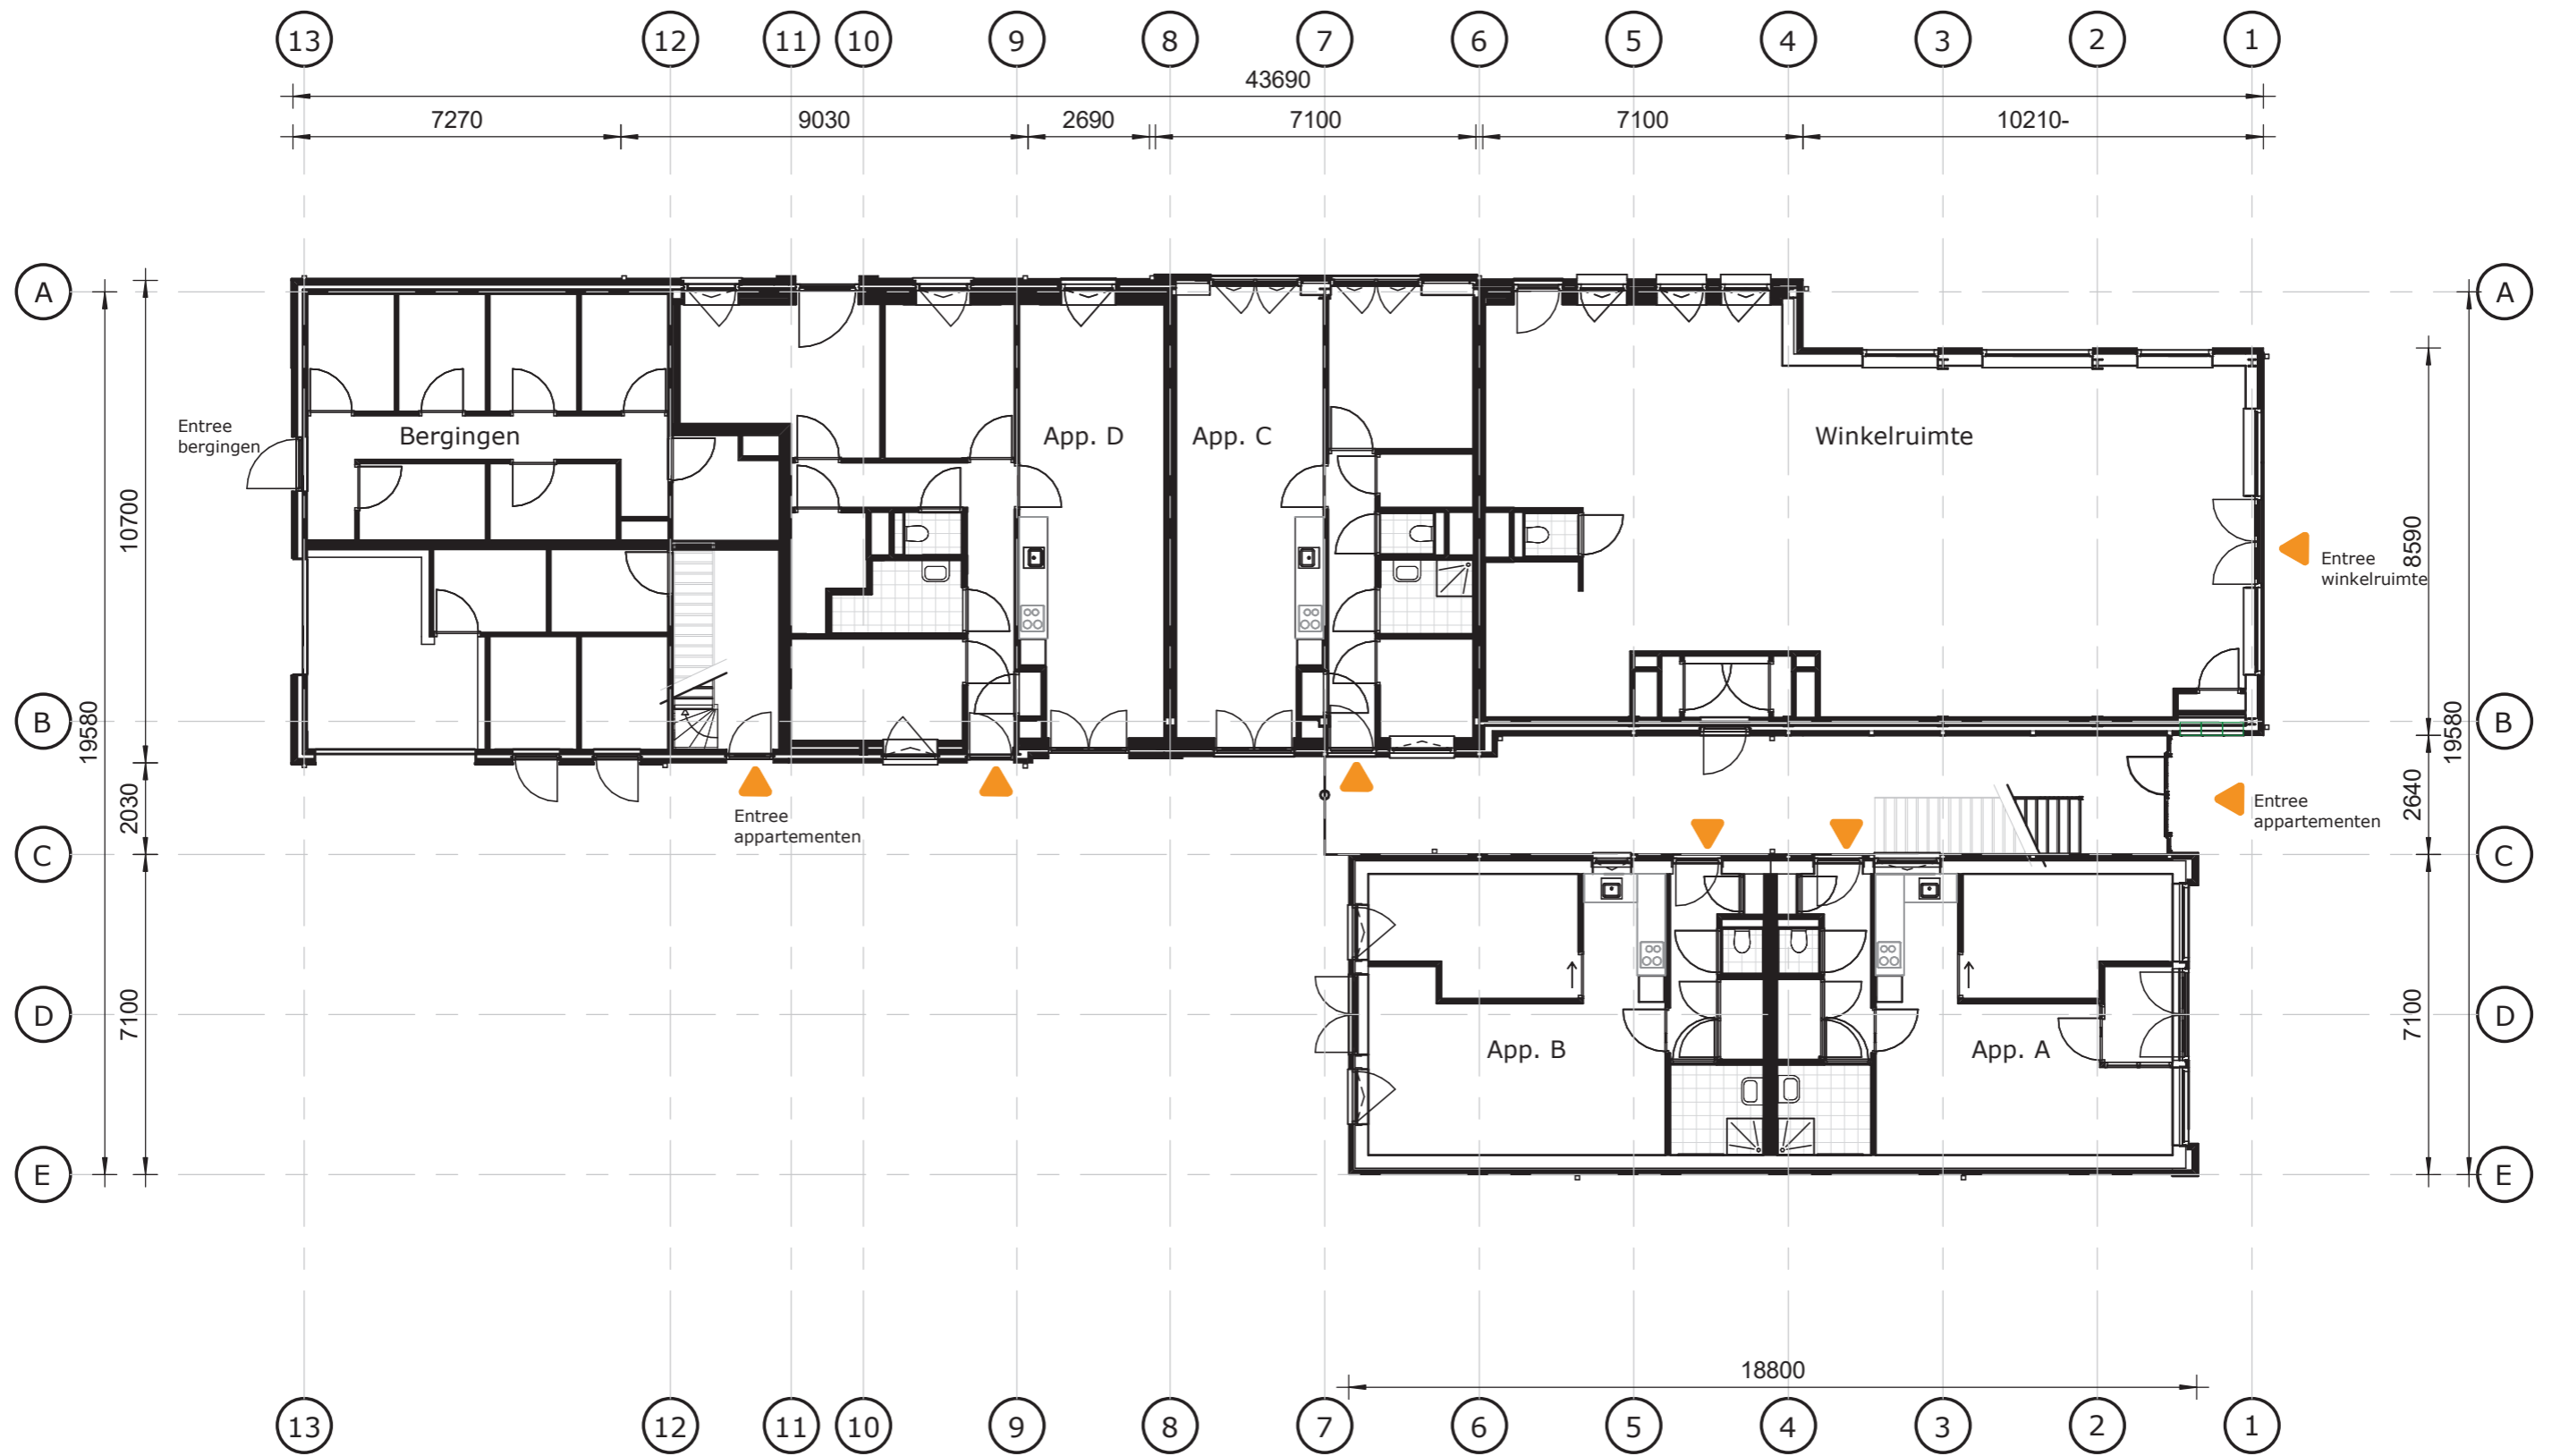 13 12 11 10 9 8 7 6 5 4 3 2 1
43690
7270 9030 2690 7100 7100 10210-
A A
Entree
bergingen
Bergingen
App. D
App. C
Winkelruimte
10700
8590
Entree
winkelruimte
B B
19580
19580
2030
2640
Entree
appartementen
Entree
appartementen
C C
7100
7100
D D
App. B
App. A
E E
18800
13 12 11 10 9 8 7 6 5 4 3 2 1